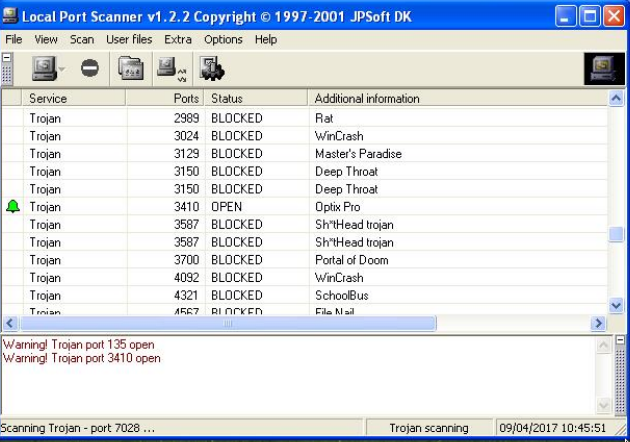 Local Port Scanner v1.2.2 Copyright © 1997-2001 JPSoft DK
File View Scan User files Extra Options Help
Service Ports Status Additional information
Trojan 2989 BLOCKED Rat
Trojan 3024 BLOCKED WinCrash
Trojan 3129 BLOCKED Master's Paradise
Trojan 3150 BLOCKED Deep Throat
Trojan 3150 BLOCKED Deep Throat
Trojan 3410 OPEN Optix Pro
Trojan 3587 BLOCKED Sh*tHead trojan
Trojan 3587 BLOCKED Sh*tHead trojan
Trojan 3700 BLOCKED Portal of Doom
Trojan 4092 BLOCKED WinCrash
Trojan 4321 BLOCKED SchoolBus
Trojan 4567 BLOCKED File Nail
Warning! Trojan port 135 open
Warning! Trojan port 3410 open
Scanning Trojan - port 7028 ... Trojan scanning 09/04/2017 10:45:51